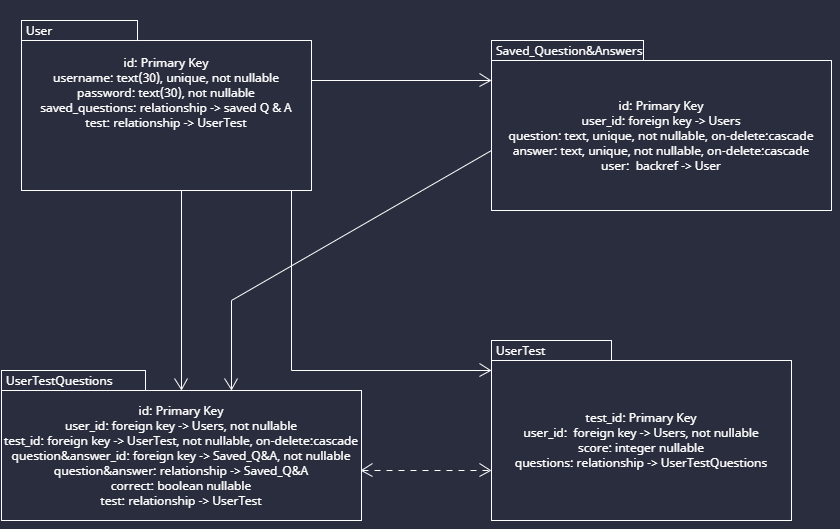 User
id: Primary Key
username: text(30), unique, not nullable
password: text(30), not nullable
saved_questions: relationship -> saved Q & A
test: relationship -> UserTest
Saved_Question&Answers
id: Primary Key
user_id: foreign key -> Users
question: text, unique, not nullable, on-delete:cascade
answer: text, unique, not nullable, on-delete:cascade
user: backref -> User
UserTestQuestions
id: Primary Key
user_id: foreign key -> Users, not nullable
test_id: foreign key -> UserTest, not nullable, on-delete:cascade
question&answer_id: foreign key -> Saved_Q&A, not nullable
question&answer: relationship -> Saved_Q&A
correct: boolean nullable
test: relationship -> UserTest
UserTest
test_id: Primary Key
user_id: foreign key -> Users, not nullable
score: integer nullable
questions: relationship -> UserTestQuestions